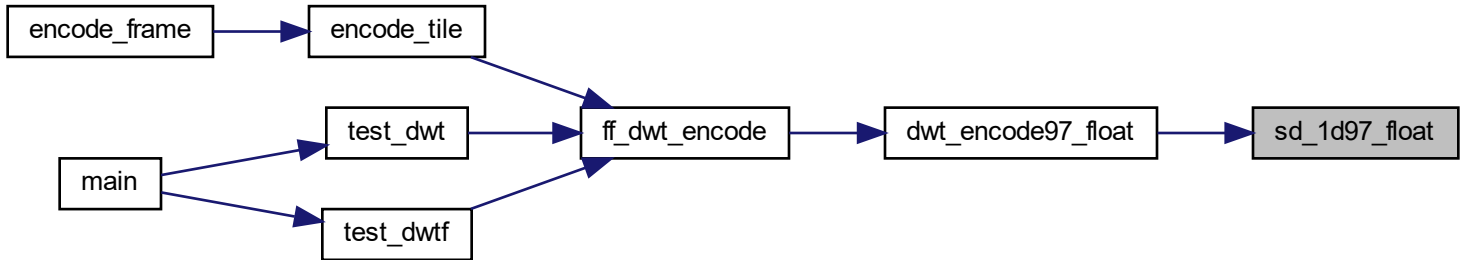 encode_frame
encode_tile
test_dwt
ff_dwt_encode
dwt_encode97_float
sd_1d97_float
main
test_dwtf